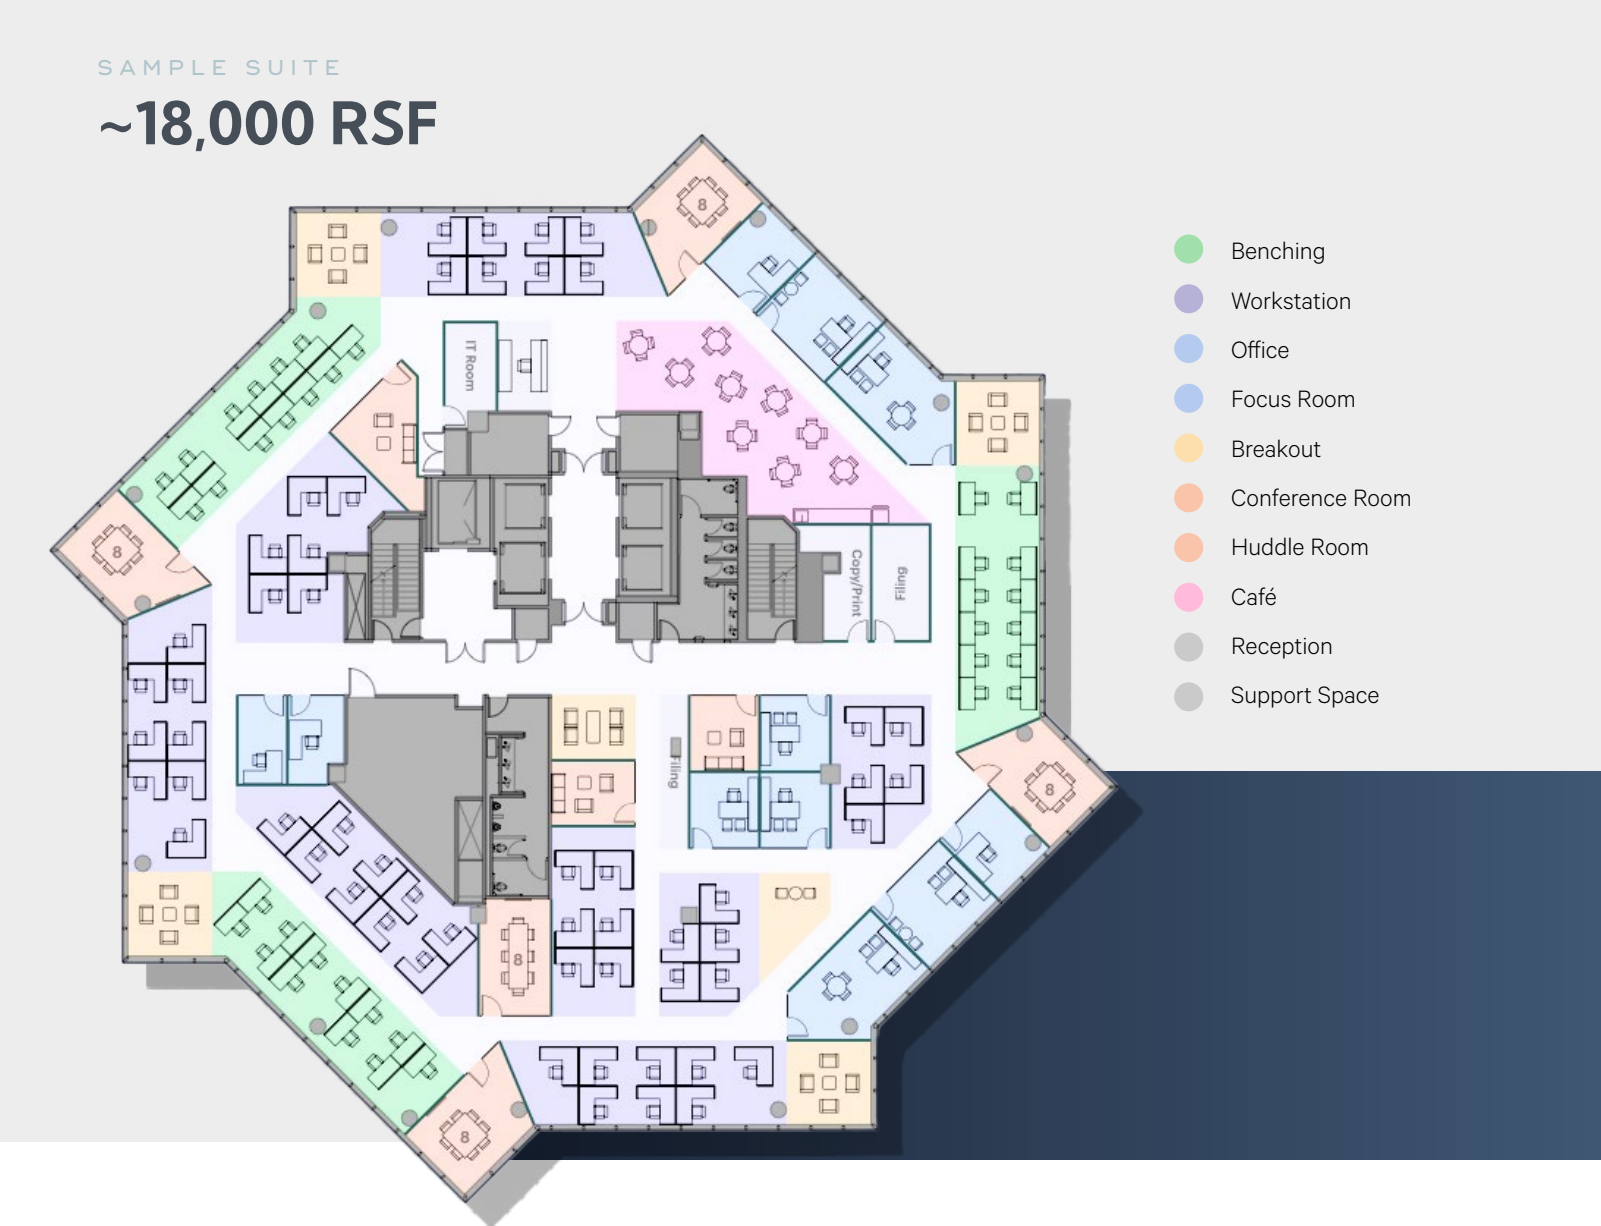 SAMPLE SUITE
~18,000 RSF
8
IT Room
8
Copy/Print
Filing
Filing
8
8
8
Benching
Workstation
Office
Focus Room
Breakout
Conference Room
Huddle Room
Café
Reception
Support Space